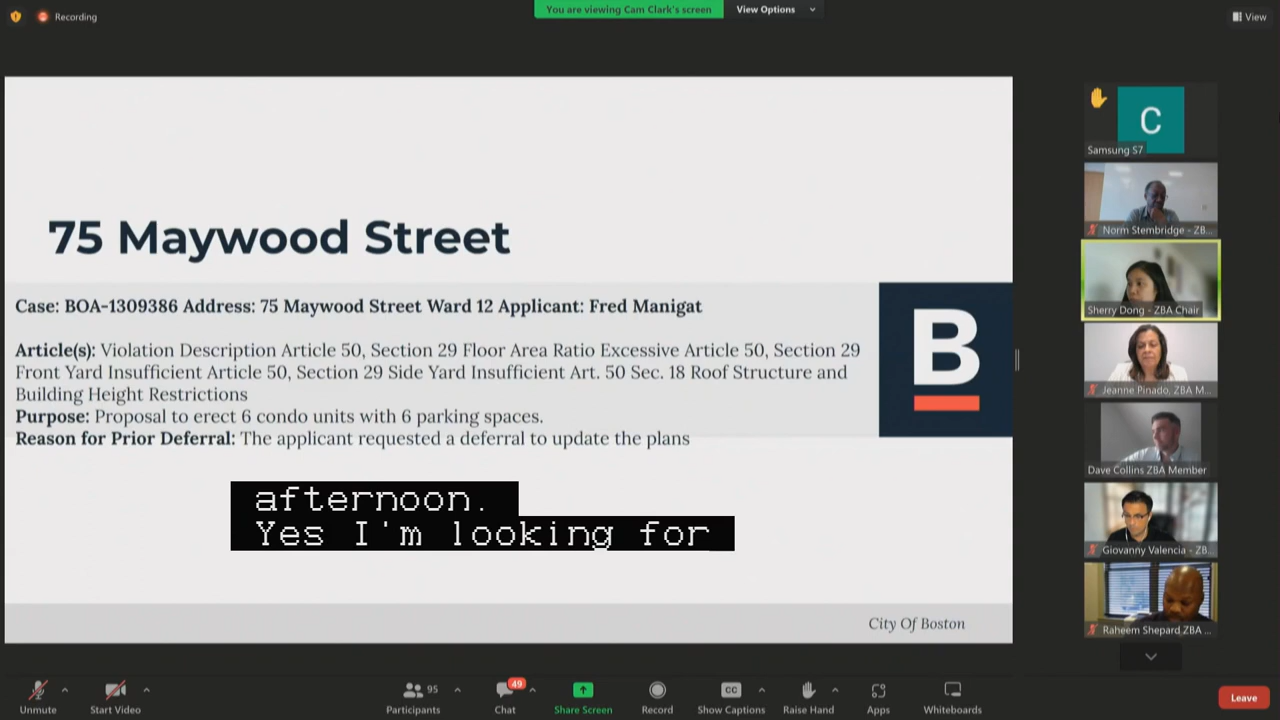 Recording
You are viewing Cam Clark's screen
View Options
View
75 Maywood Street
Case: BOA-1309386 Address: 75 Maywood Street Ward 12 Applicant: Fred Manigat
Article(s): Violation Description Article 50, Section 29 Floor Area Ratio Excessive Article 50, Section 29
Front Yard Insufficient Article 50, Section 29 Side Yard Insufficient Art. 50 Sec. 18 Roof Structure and
Building Height Restrictions
Purpose: Proposal to erect 6 condo units with 6 parking spaces.
Reason for Prior Deferral: The applicant requested a deferral to update the plans
B
afternoon.
Yes I'm looking for
City Of Boston
C
Samsung S7
Norm Stembridge - ZB...
Sherry Dong - ZBA Chair
Jeanne Pinado, ZBA M...
Dave Collins ZBA Member
Giovanny Valencia - ZB...
Raheem Shepard ZBA ...
Unmute
Start Video
95
Participants
49
Chat
Share Screen
Record
CC
Show Captions
Raise Hand
Apps
Whiteboards
Leave